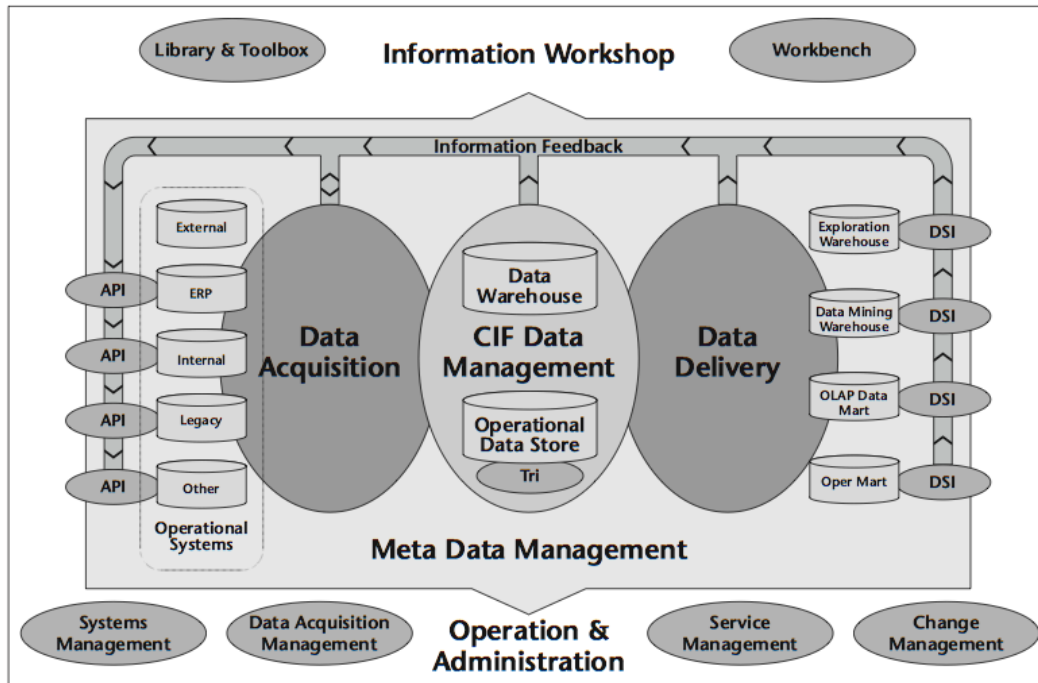 Library & Toolbox
Information Workshop
Workbench
Information Feedback
External
API
ERP
API
Internal
API
Legacy
API
Other
Operational
Systems
Data
Acquisition
Data
Warehouse
CIF Data
Management
Operational
Data Store
Tri
Data
Delivery
Exploration
Warehouse
DSI
Data Mining
Warehouse
DSI
OLAP Data
Mart
DSI
Oper Mart
DSI
Meta Data Management
Systems
Management
Data Acquisition
Management
Operation &
Administration
Service
Management
Change
Management